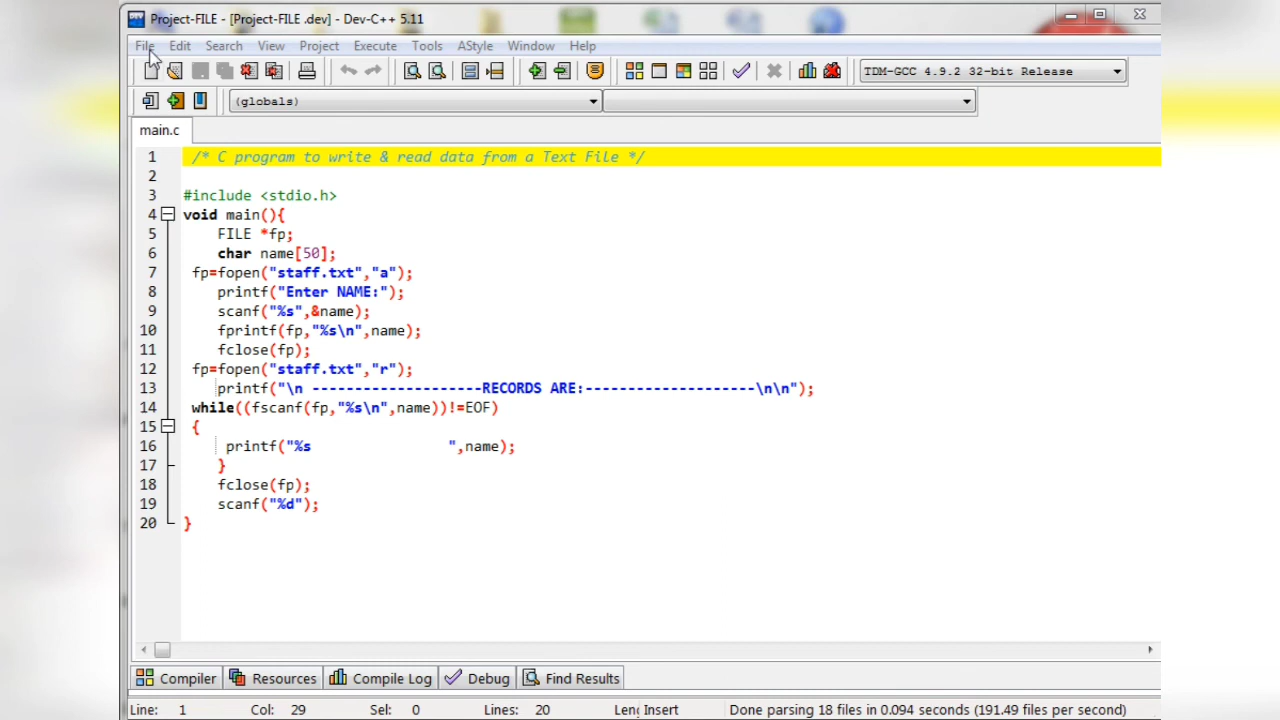 Project-FILE - [Project-FILE .dev] - Dev-C++ 5.11
File Edit Search View Project Execute Tools AStyle Window Help
TDM-GCC 4.9.2 32-bit Release
(globals)
main.c
1 /* C program to write & read data from a Text File */
2
3 #include <stdio.h>
4 void main(){
5 FILE *fp;
6 char name[50];
7 fp=fopen("staff.txt","a");
8 printf("Enter NAME:");
9 scanf("%s",&name);
10 fprintf(fp,"%s\n",name);
11 fclose(fp);
12 fp=fopen("staff.txt","r");
13 printf("\n --------------------RECORDS ARE:--------------------\n\n");
14 while((fscanf(fp,"%s\n",name))!=EOF)
15 {
16 printf("%s                ",name);
17 }
18 fclose(fp);
19 scanf("%d");
20 }
Compiler Resources Compile Log Debug Find Results
Line: 1 Col: 29 Sel: 0 Lines: 20 Len Insert Done parsing 18 files in 0.094 seconds (191.49 files per second)